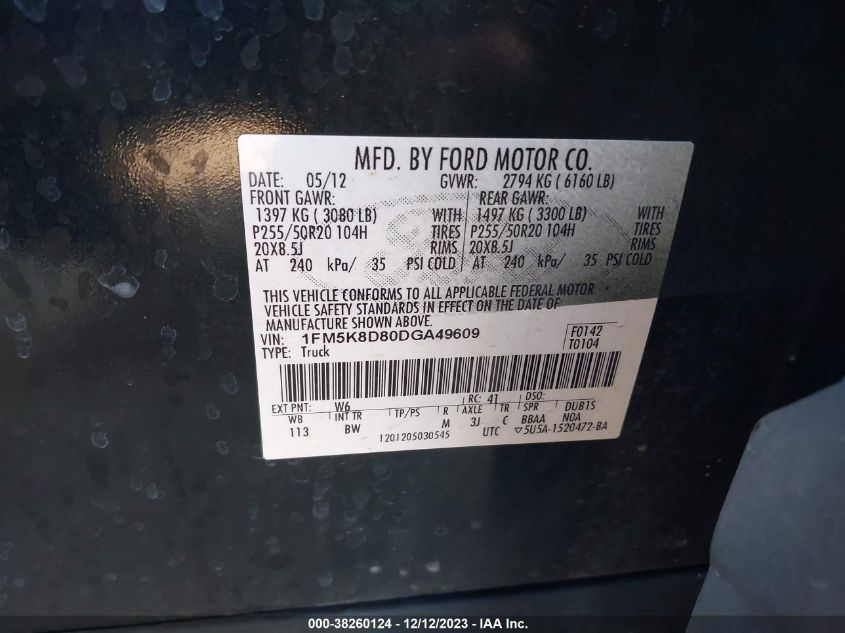 MFD. BY FORD MOTOR CO.
DATE: 05/12 GVWR: 2794 KG ( 6160 LB)
FRONT GAWR: REAR GAWR:
1397 KG ( 3080 LB) WITH 1497 KG ( 3300 LB) WITH
P255/50R20 104H TIRES P255/50R20 104H TIRES
20X8.5J RIMS 20X8.5J RIMS
AT 240 kPa/ 35 PSI COLD AT 240 kPa/ 35 PSI COLD
THIS VEHICLE CONFORMS TO ALL APPLICABLE FEDERAL MOTOR
VEHICLE SAFETY STANDARDS IN EFFECT ON THE DATE OF
MANUFACTURE SHOWN ABOVE.
VIN: 1FM5K8D80DGA49609 F0142
TYPE: Truck T0104
EXT PNT: W6 RC: 41 DSO:
WB INT TR TP/PS R AXLE TR SPR DUB1S
113 BW M 3J C BBAA NOA
1201205030545 UTC ▽5U5A-1520472-BA
000-38260124 - 12/12/2023 - IAA Inc.